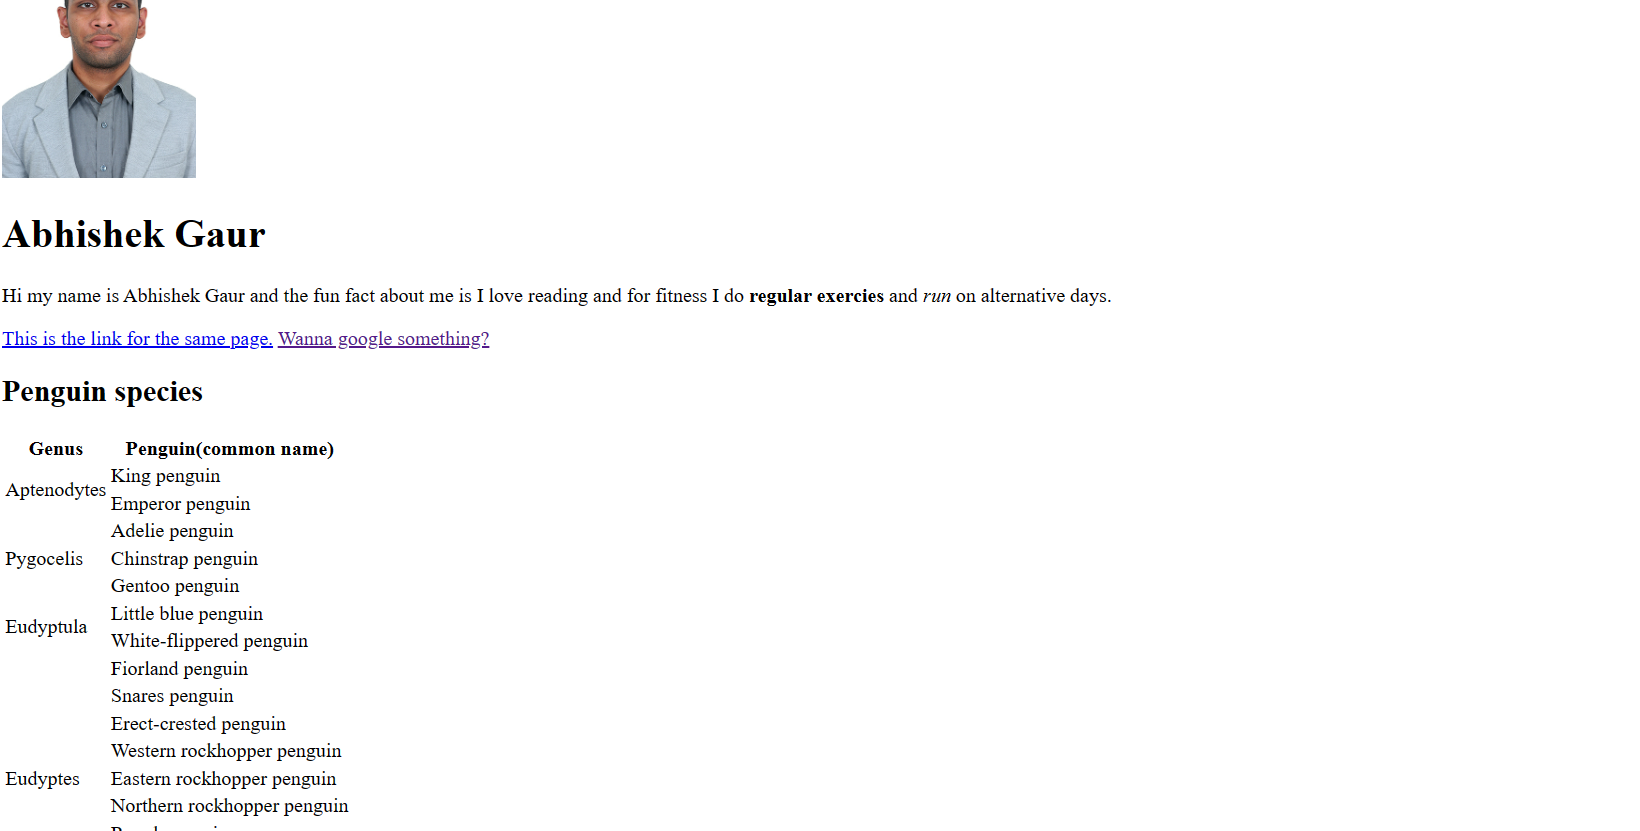 Abhishek Gaur
Hi my name is Abhishek Gaur and the fun fact about me is I love reading and for fitness I do regular exercies and run on alternative days.
This is the link for the same page. Wanna google something?
Penguin species
Genus Penguin(common name)
King penguin
Aptenodytes
Emperor penguin
Adelie penguin
Pygocelis Chinstrap penguin
Gentoo penguin
Little blue penguin
Eudyptula
White-flippered penguin
Fiorland penguin
Snares penguin
Erect-crested penguin
Western rockhopper penguin
Eudyptes Eastern rockhopper penguin
Northern rockhopper penguin